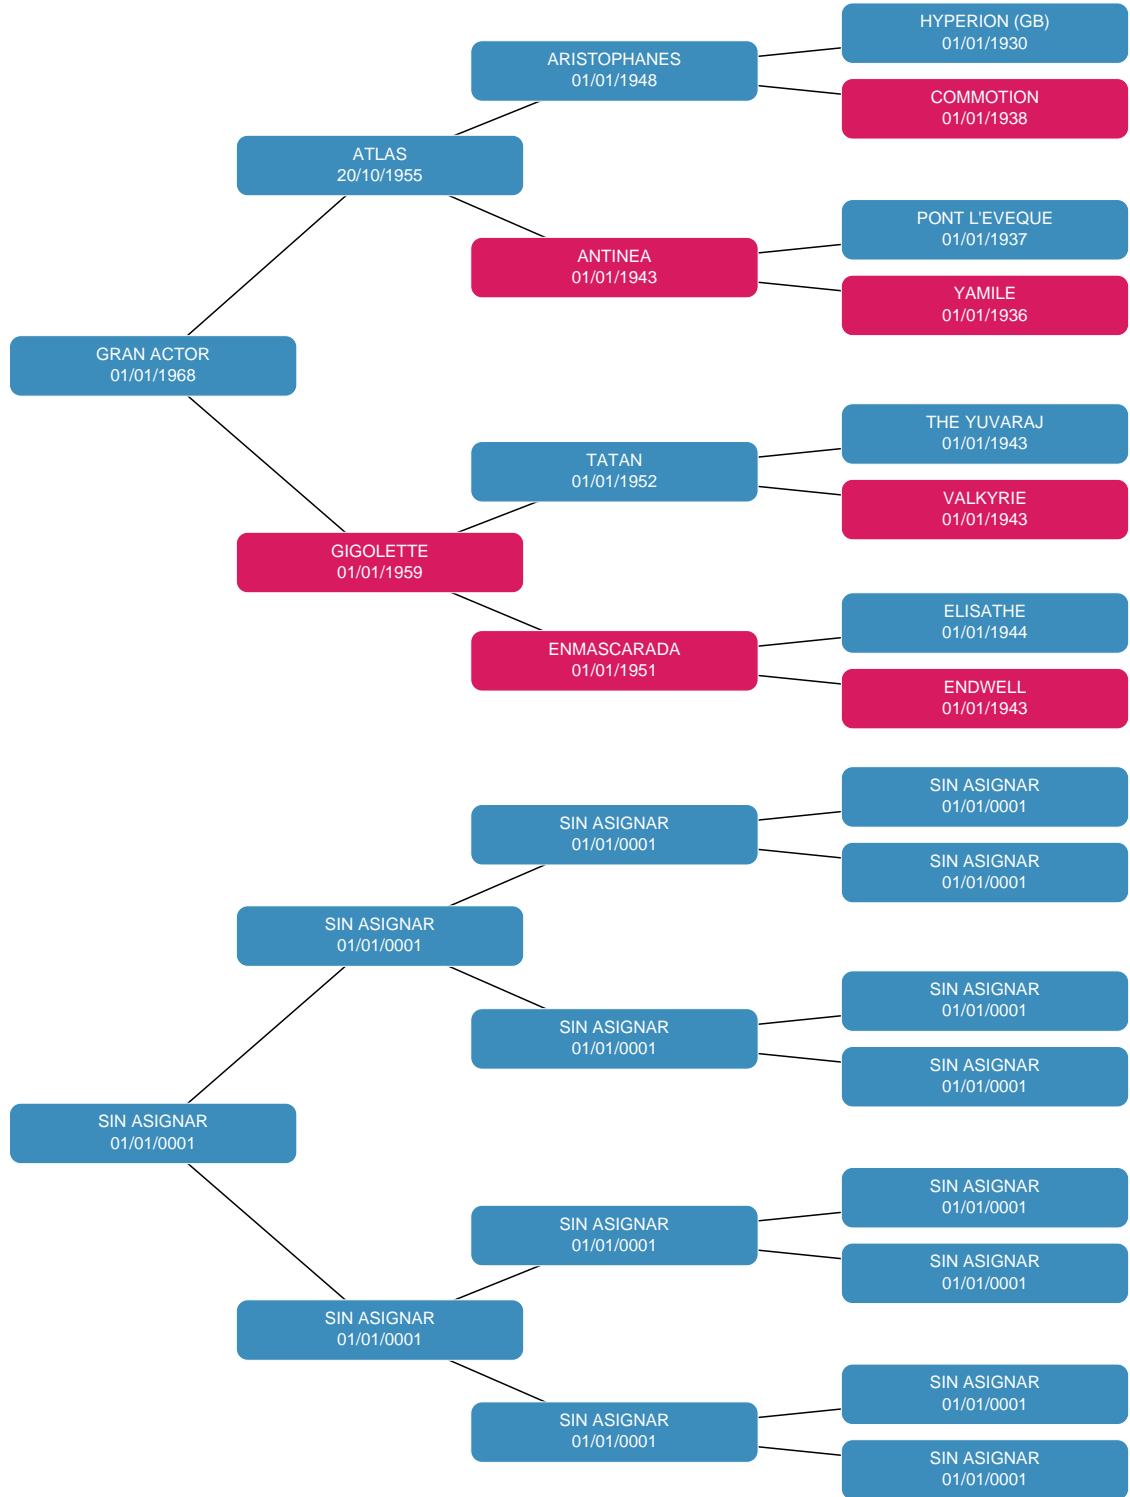 HYPERION (GB)
01/01/1930
ARISTOPHANES
01/01/1948
COMMOTION
01/01/1938
ATLAS
20/10/1955
PONT L'EVEQUE
01/01/1937
ANTINEA
01/01/1943
YAMILE
01/01/1936
GRAN ACTOR
01/01/1968
THE YUVARAJ
01/01/1943
TATAN
01/01/1952
VALKYRIE
01/01/1943
GIGOLETTE
01/01/1959
ELISATHE
01/01/1944
ENMASCARADA
01/01/1951
ENDWELL
01/01/1943
SIN ASIGNAR
01/01/0001
SIN ASIGNAR
01/01/0001
SIN ASIGNAR
01/01/0001
SIN ASIGNAR
01/01/0001
SIN ASIGNAR
01/01/0001
SIN ASIGNAR
01/01/0001
SIN ASIGNAR
01/01/0001
SIN ASIGNAR
01/01/0001
SIN ASIGNAR
01/01/0001
SIN ASIGNAR
01/01/0001
SIN ASIGNAR
01/01/0001
SIN ASIGNAR
01/01/0001
SIN ASIGNAR
01/01/0001
SIN ASIGNAR
01/01/0001
SIN ASIGNAR
01/01/0001